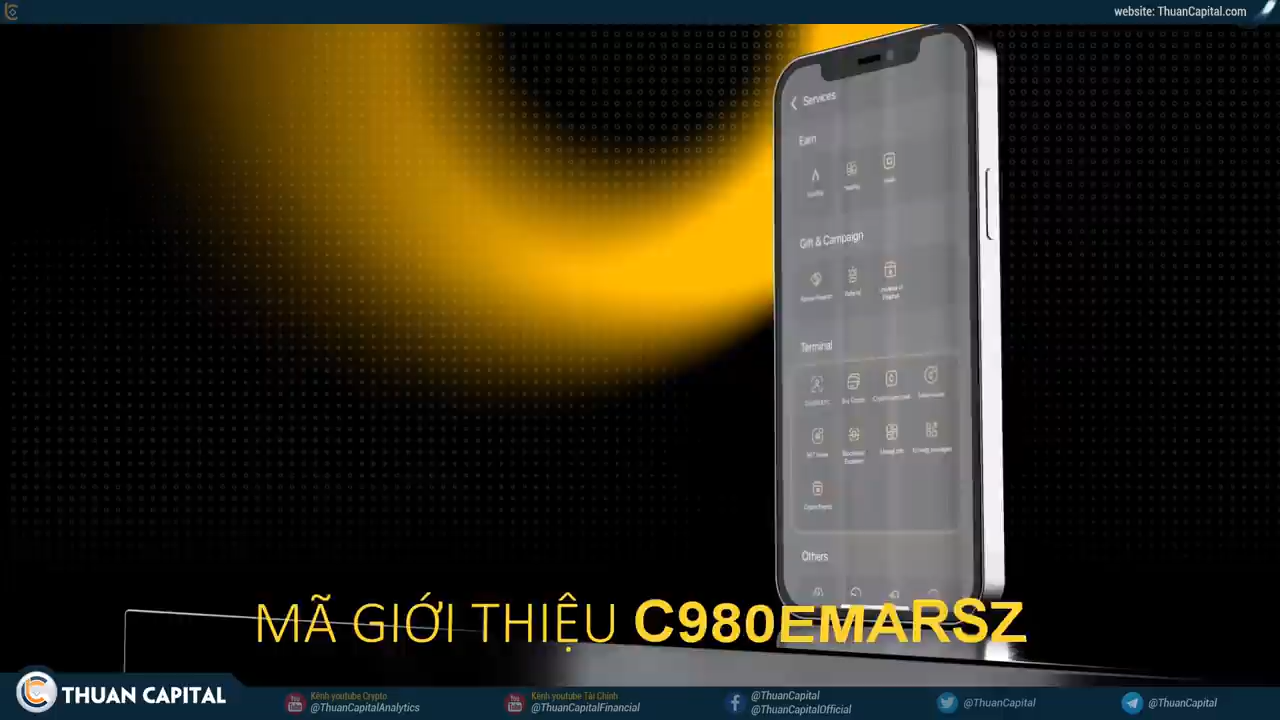 website: ThuanCapital.com
Services
Earn
Gift & Campaign
Referral
Terminal
Others
MÃ GIỚI THIỆU C980EMARSZ
THUAN CAPITAL
Kênh youtube Crypto
@ThuanCapitalAnalytics
Kênh youtube Tài Chính
@ThuanCapitalFinancial
@ThuanCapital
@ThuanCapitalOfficial
@ThuanCapital
@ThuanCapital